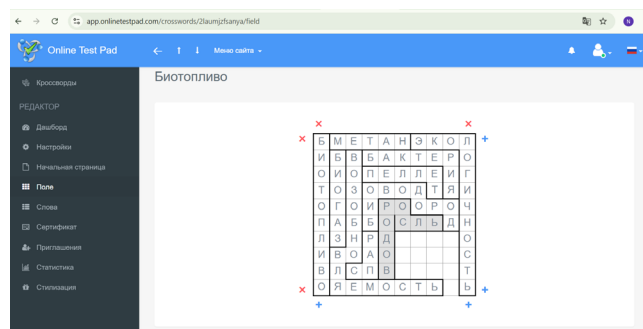 app.onlinetestpad.com/crosswords/2laumjzfsanya/field
N
Online Test Pad
Меню сайта
Кроссворды
РЕДАКТОР
Дашборд
Настройки
Начальная страница
Поле
Слова
Сертификат
Приглашения
Статистика
Стилизация
Биотопливо
Б М Е Т А Н Э К О Л
И Б В Б А К Т Е Р О
О И О П Е Л Л Е И Г
Т О З О В О Д Т Я И
О Г О И Р О О Р О Ч
П А Б Б О С Л Ь Д Н
Л З Н Р Д О
И В О А О С
В Л С П В Т
О Я Е М О С Т Ь Ь